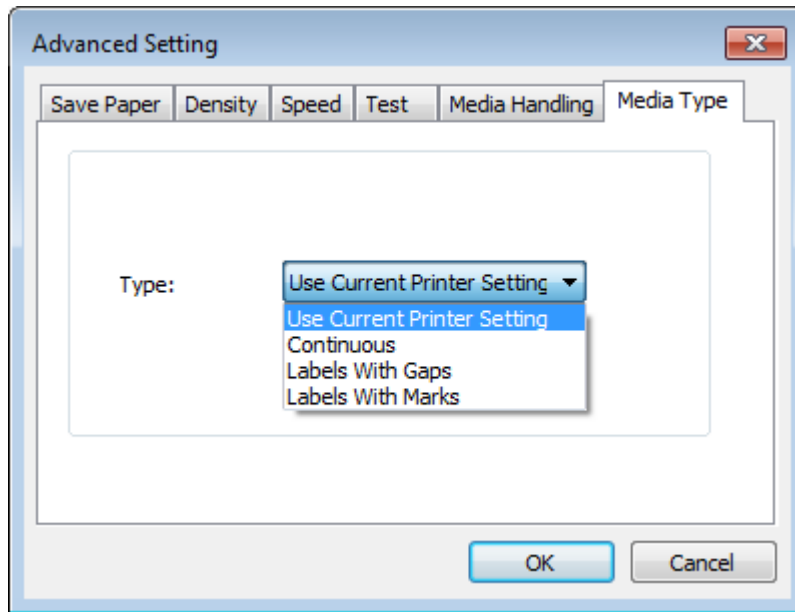 Advanced Setting
Save Paper Density Speed Test Media Handling Media Type
Type: Use Current Printer Setting
Use Current Printer Setting
Continuous
Labels With Gaps
Labels With Marks
OK Cancel